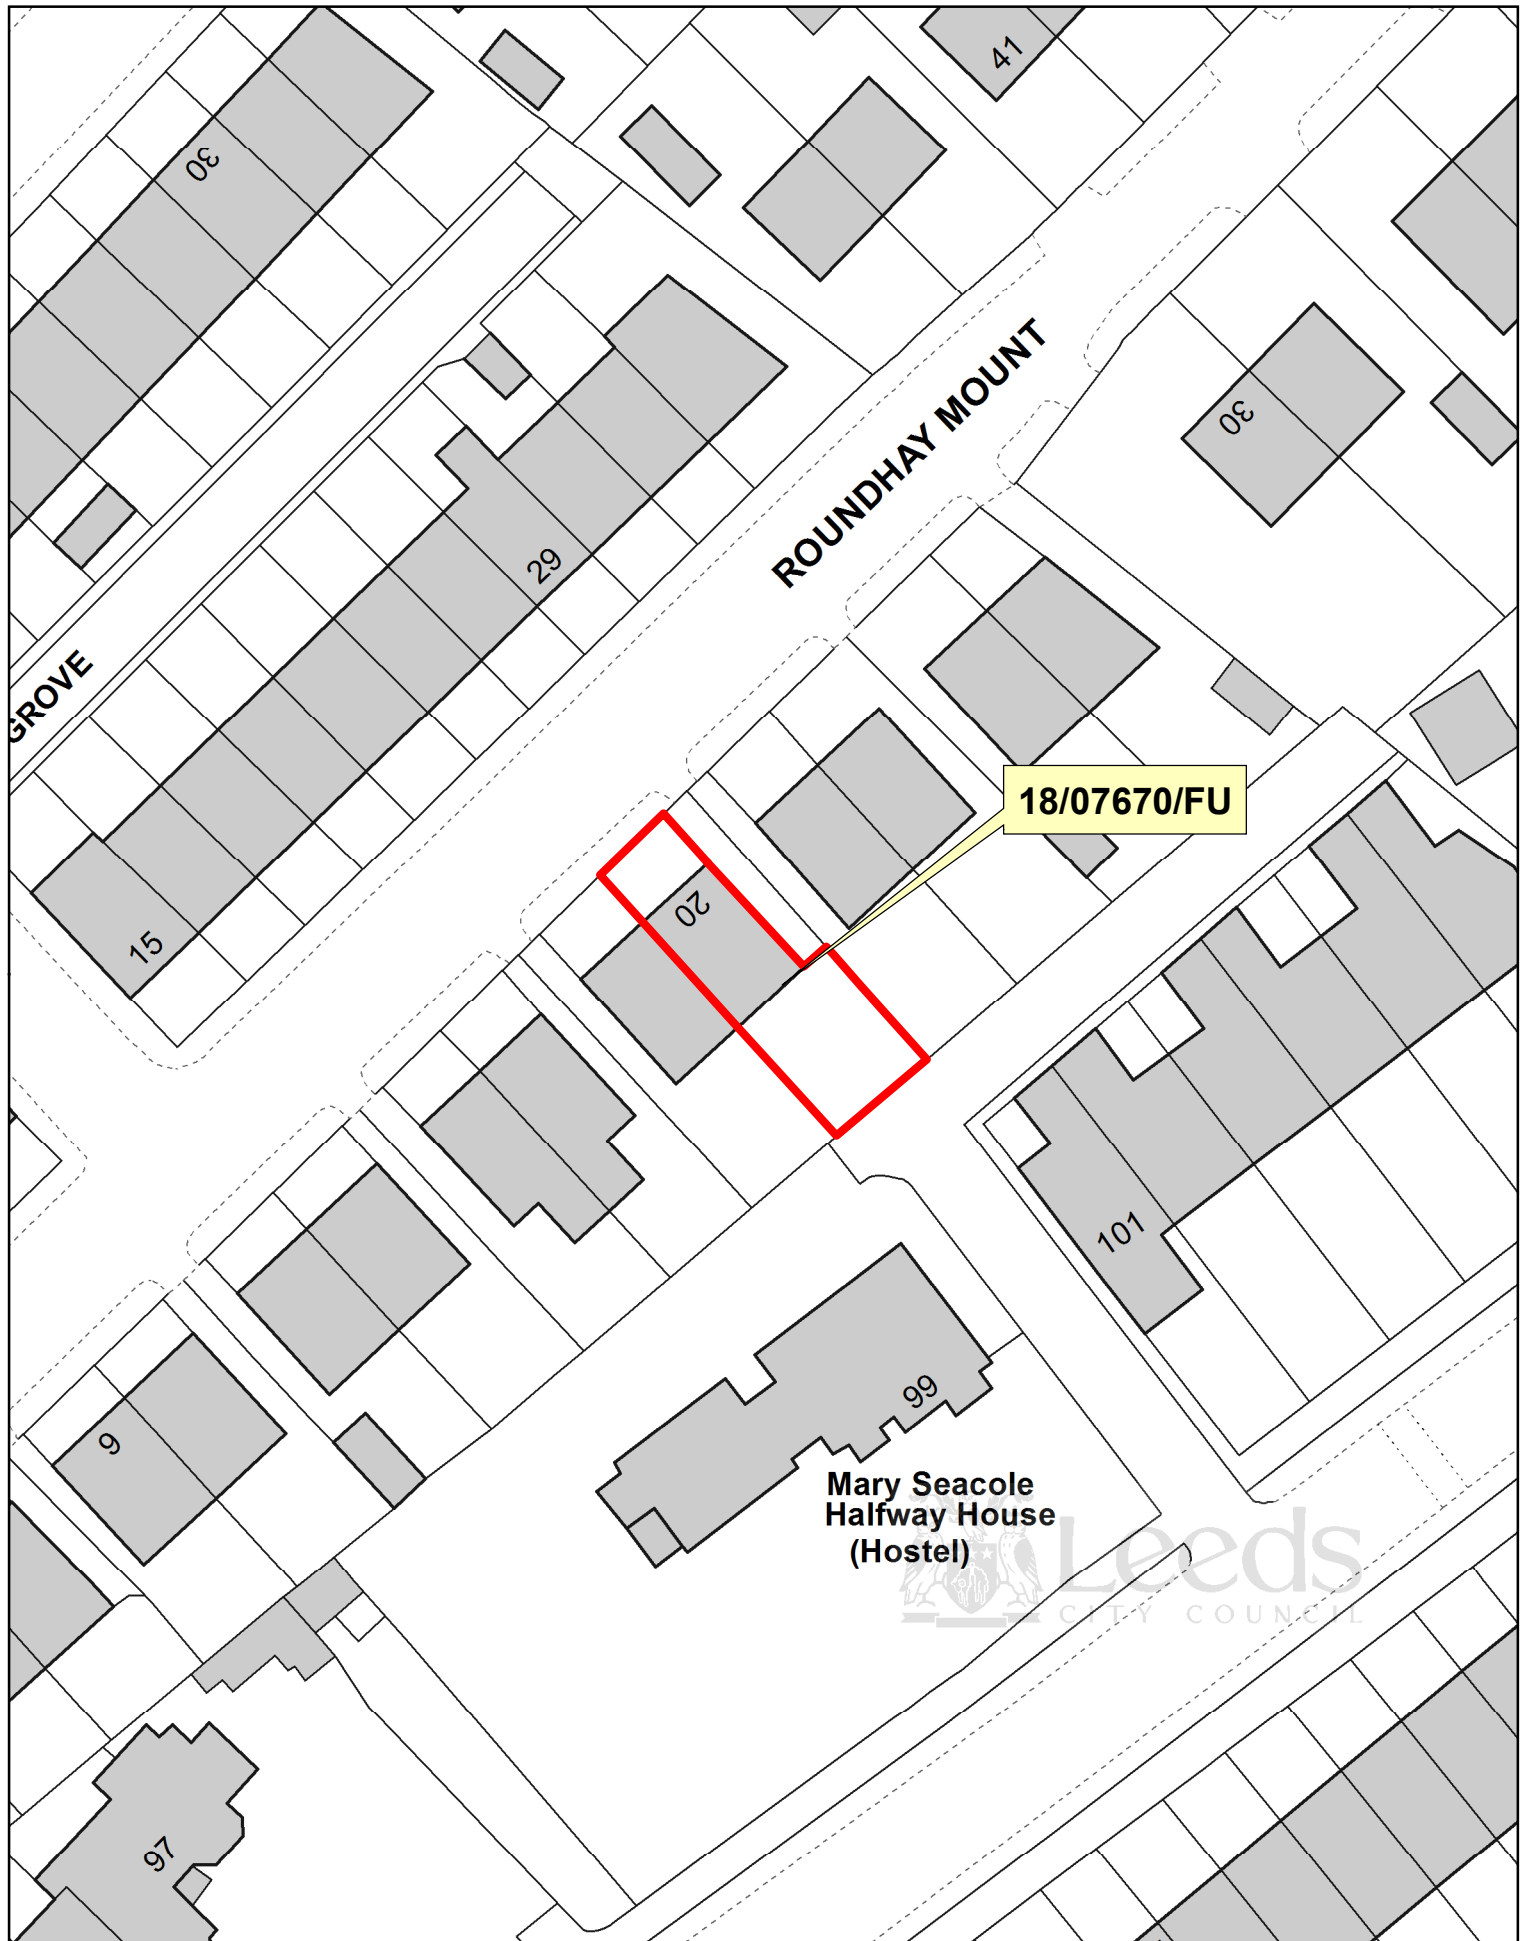 41
30
ROUNDHAY MOUNT
30
29
GROVE
18/07670/FU
20
15
101
99
9
Mary Seacole
Halfway House
(Hostel)
Leeds
CITY COUNCIL
97